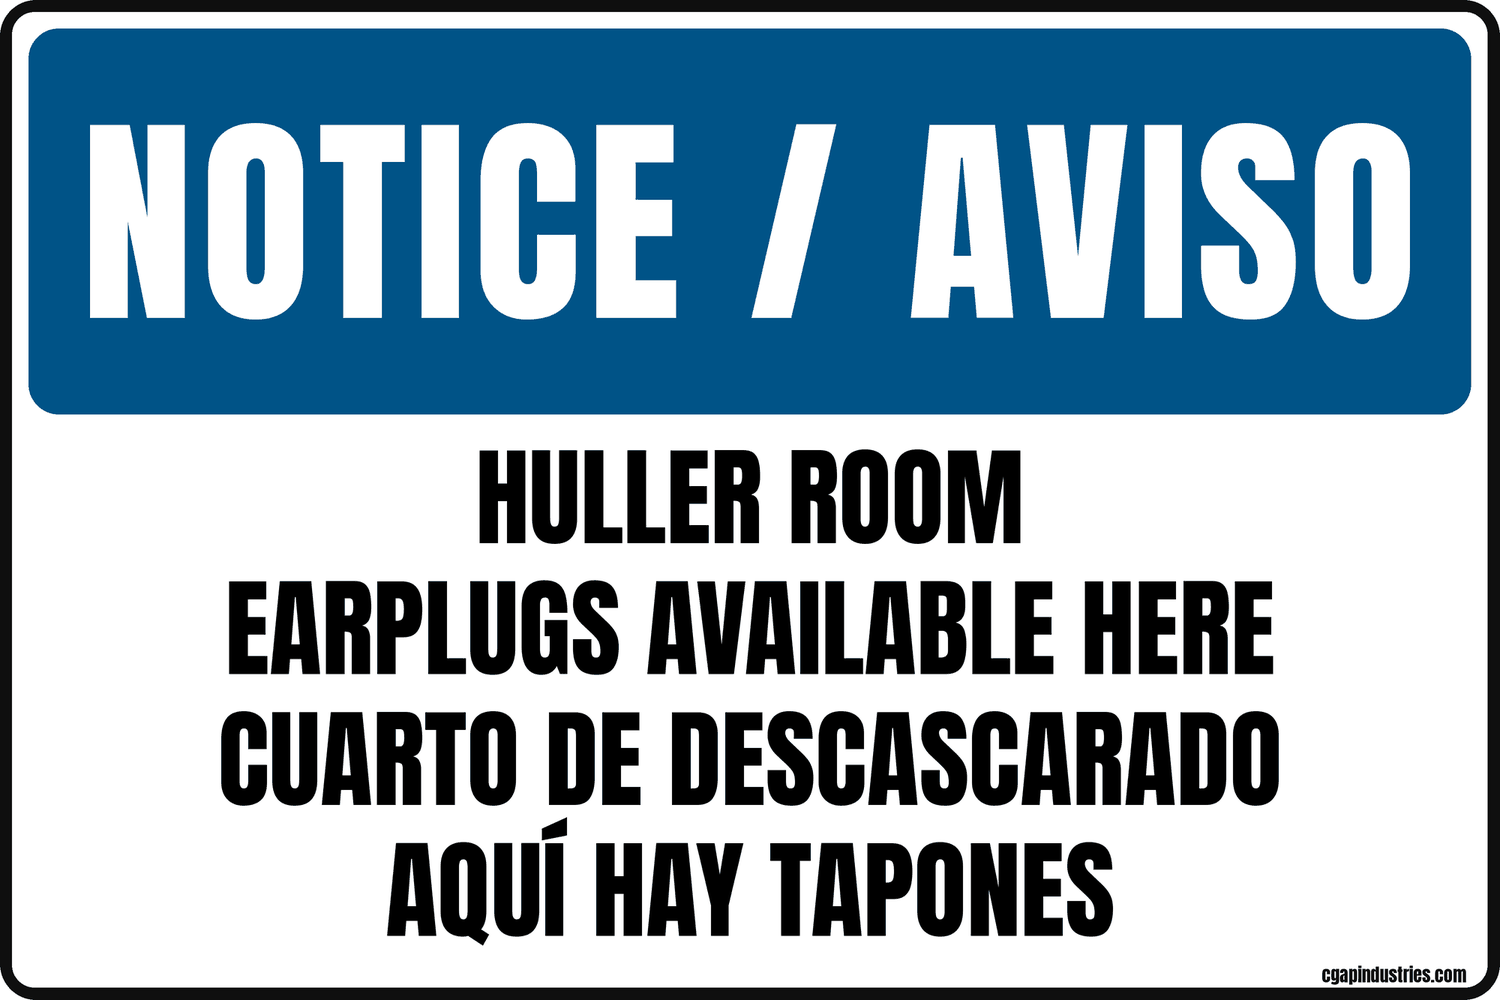 NOTICE / AVISO
HULLER ROOM
EARPLUGS AVAILABLE HERE
CUARTO DE DESCASCARADO
AQUÍ HAY TAPONES
cgapindustries.com